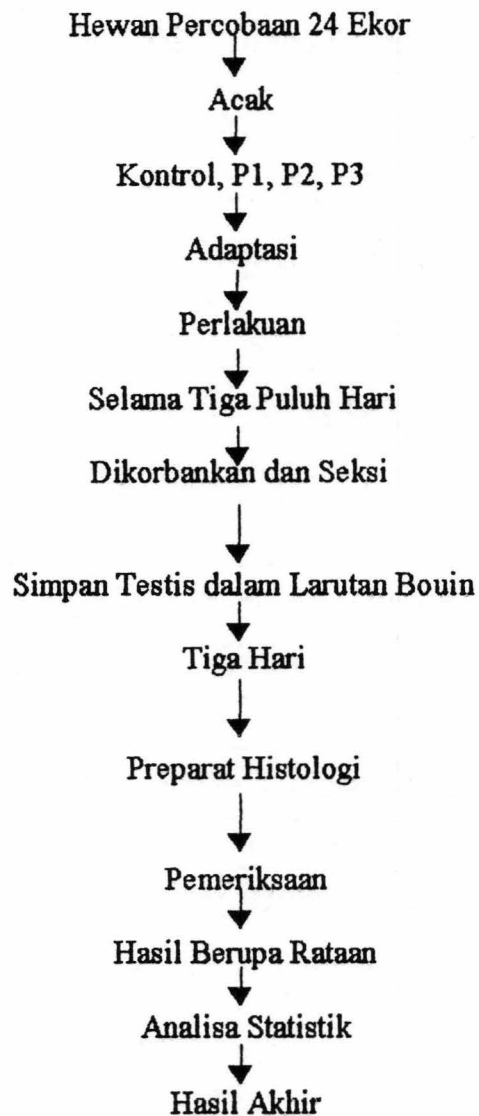 Hewan Percobaan 24 Ekor
Acak
Kontrol, P1, P2, P3
Adaptasi
Perlakuan
Selama Tiga Puluh Hari
Dikorbankan dan Seksi
Simpan Testis dalam Larutan Bouin
Tiga Hari
Preparat Histologi
Pemeriksaan
Hasil Berupa Rataan
Analisa Statistik
Hasil Akhir